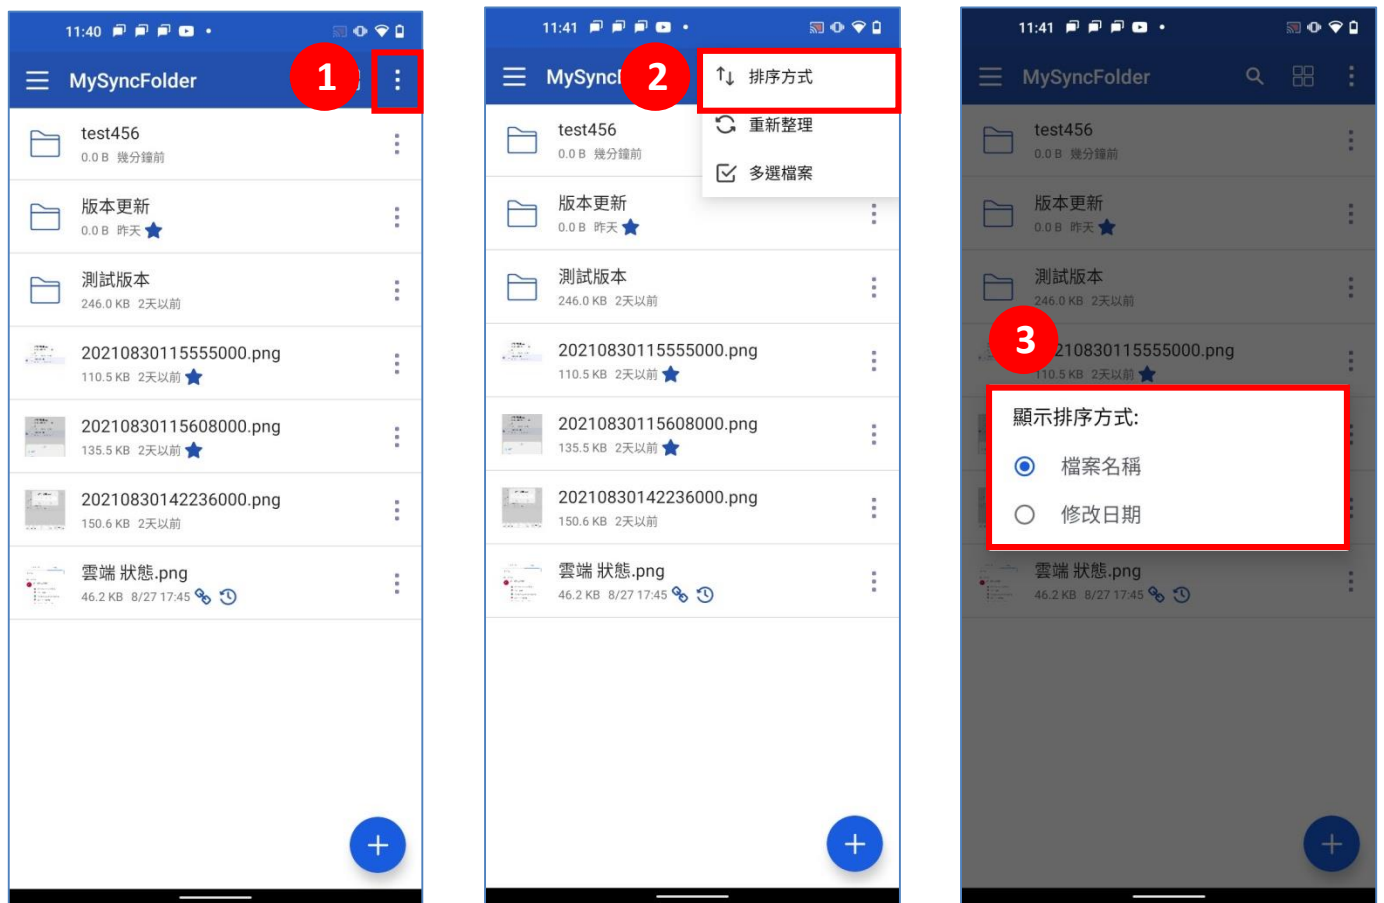 11:40
MySyncFolder
1
test456
0.0 B 幾分鐘前
版本更新
0.0 B 昨天
測試版本
246.0 KB 2天以前
20210830115555000.png
110.5 KB 2天以前
20210830115608000.png
135.5 KB 2天以前
20210830142236000.png
150.6 KB 2天以前
雲端 狀態.png
46.2 KB 8/27 17:45
11:41
MySync
2
排序方式
重新整理
多選檔案
test456
0.0 B 幾分鐘前
版本更新
0.0 B 昨天
測試版本
246.0 KB 2天以前
20210830115555000.png
110.5 KB 2天以前
20210830115608000.png
135.5 KB 2天以前
20210830142236000.png
150.6 KB 2天以前
雲端 狀態.png
46.2 KB 8/27 17:45
11:41
MySyncFolder
test456
0.0 B 幾分鐘前
版本更新
0.0 B 昨天
測試版本
246.0 KB 2天以前
3
210830115555000.png
110.5 KB 2天以前
顯示排序方式:
檔案名稱
修改日期
雲端 狀態.png
46.2 KB 8/27 17:45